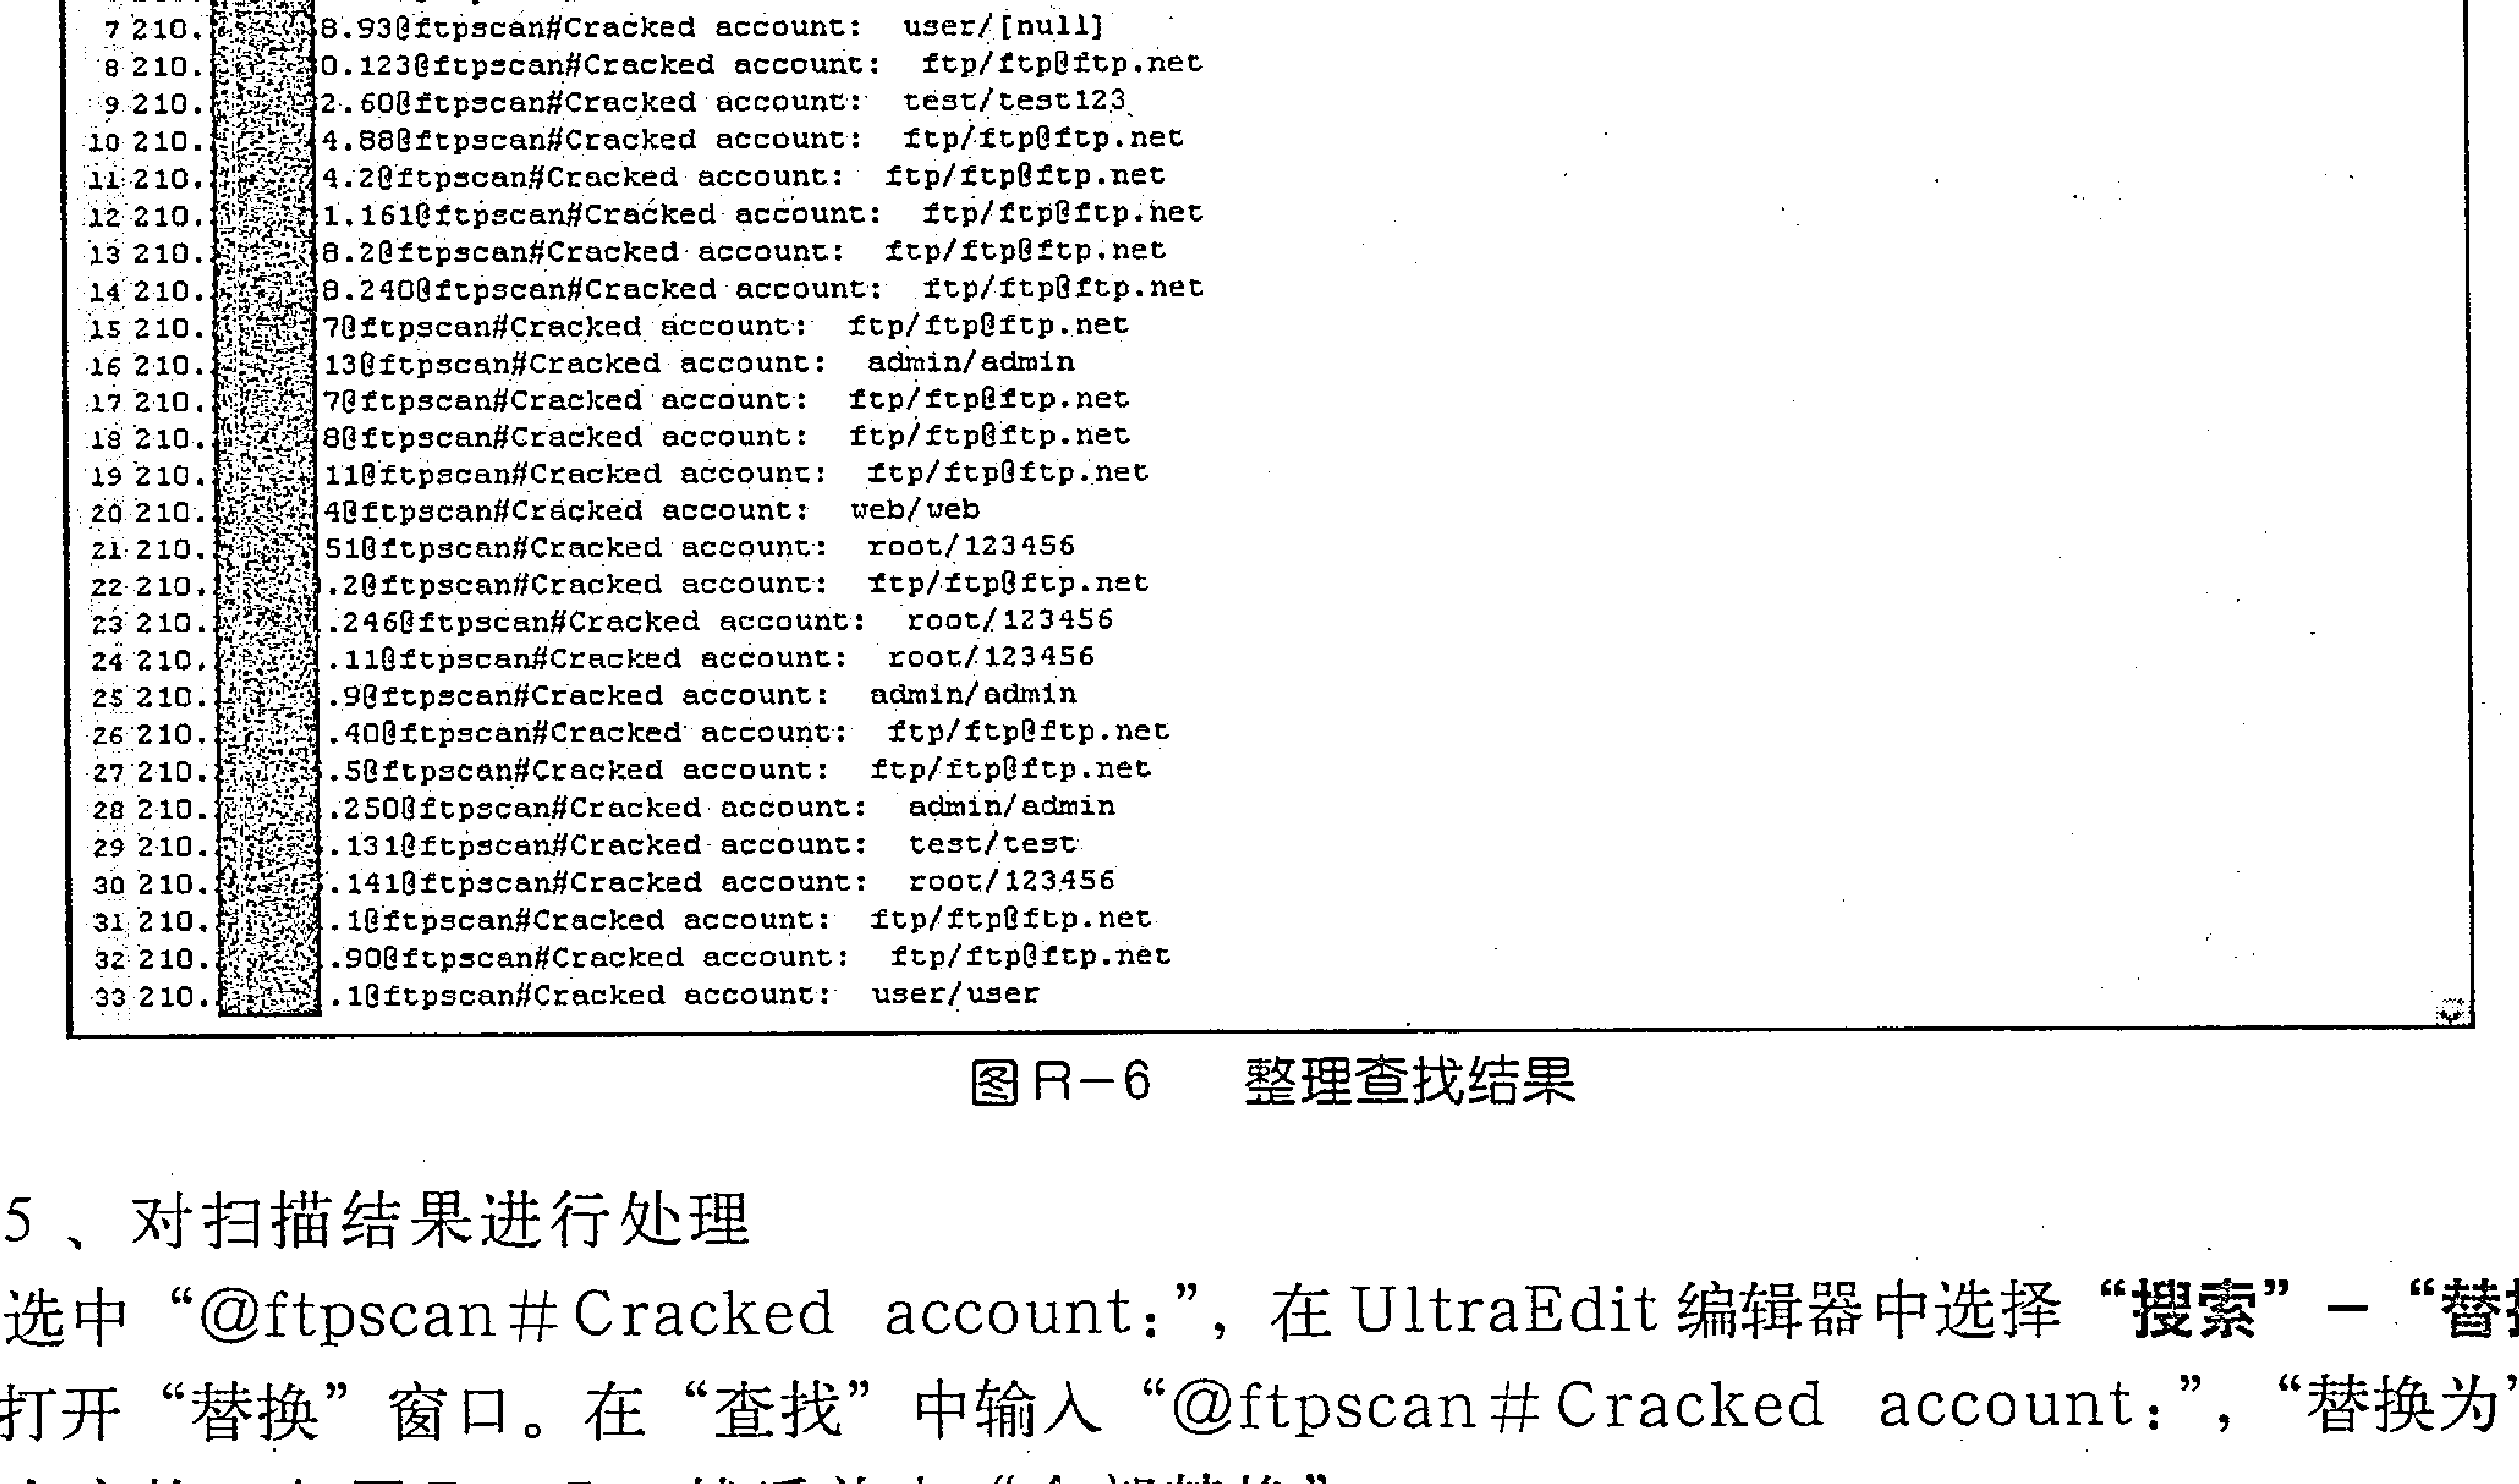 7 210. 8.93@ftpscan#Cracked account: user/[null]
8 210. 0.123@ftpscan#Cracked account: ftp/ftp@ftp.net
9 210. 2.60@ftpscan#Cracked account: test/test123
10 210. 4.88@ftpscan#Cracked account: ftp/ftp@ftp.net
11 210. 4.2@ftpscan#Cracked account: ftp/ftp@ftp.net
12 210. 1.161@ftpscan#Cracked account: ftp/ftp@ftp.net
13 210. 8.2@ftpscan#Cracked account: ftp/ftp@ftp.net
14 210. 8.240@ftpscan#Cracked account: ftp/ftp@ftp.net
15 210. 7@ftpscan#Cracked account: ftp/ftp@ftp.net
16 210. 13@ftpscan#Cracked account: admin/admin
17 210. 7@ftpscan#Cracked account: ftp/ftp@ftp.net
18 210. 8@ftpscan#Cracked account: ftp/ftp@ftp.net
19 210. 11@ftpscan#Cracked account: ftp/ftp@ftp.net
20 210. 4@ftpscan#Cracked account: web/web
21 210. 51@ftpscan#Cracked account: root/123456
22 210. .2@ftpscan#Cracked account: ftp/ftp@ftp.net
23 210. .246@ftpscan#Cracked account: root/123456
24 210. .11@ftpscan#Cracked account: root/123456
25 210. .9@ftpscan#Cracked account: admin/admin
26 210. .40@ftpscan#Cracked account: ftp/ftp@ftp.net
27 210. .5@ftpscan#Cracked account: ftp/ftp@ftp.net
28 210. .250@ftpscan#Cracked account: admin/admin
29 210. .131@ftpscan#Cracked account: test/test
30 210. .141@ftpscan#Cracked account: root/123456
31 210. .1@ftpscan#Cracked account: ftp/ftp@ftp.net
32 210. .90@ftpscan#Cracked account: ftp/ftp@ftp.net
33 210. .1@ftpscan#Cracked account: user/user
图R-6 整理查找结果
5、对扫描结果进行处理
选中“@ftpscan#Cracked account:”，在UltraEdit编辑器中选择“搜索”－“替换
打开“替换”窗口。在“查找”中输入“@ftpscan#Cracked account:”，“替换为”